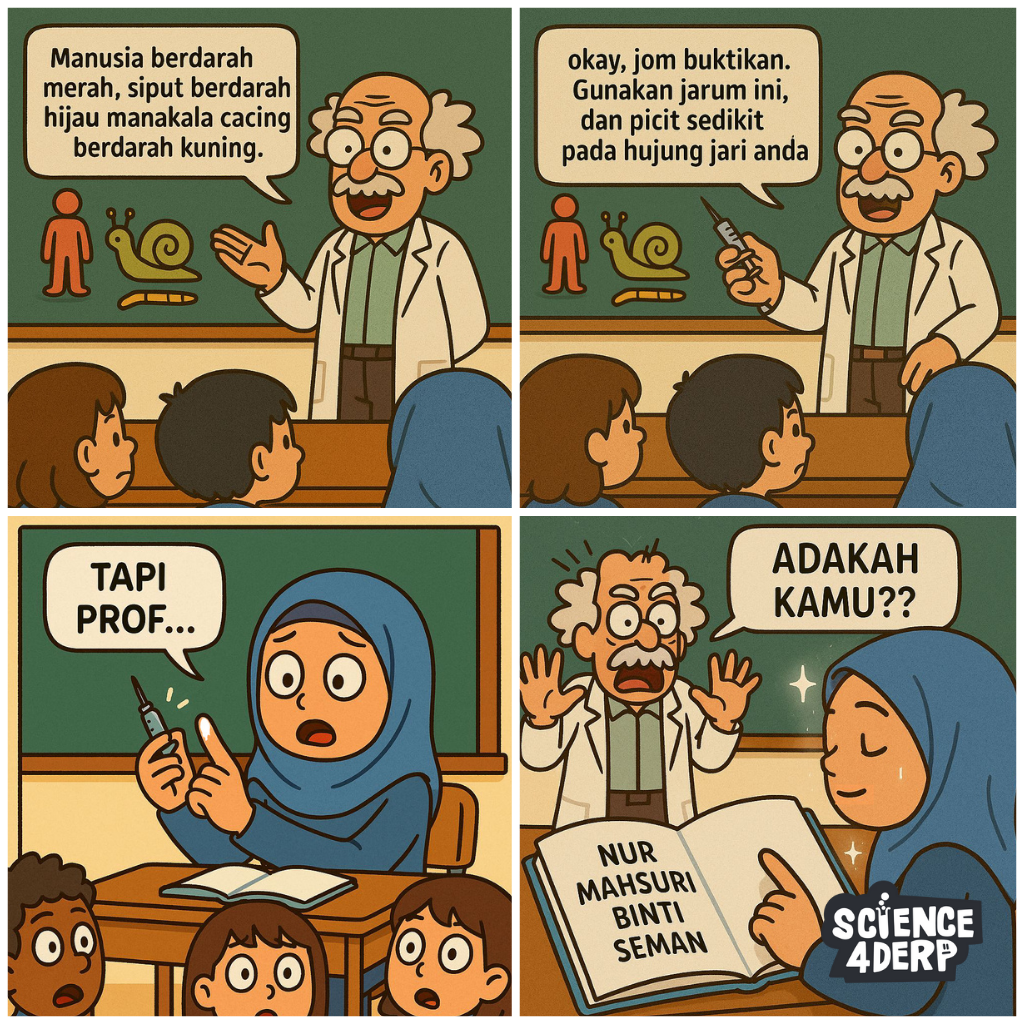 Manusia berdarah
merah, siput berdarah
hijau manakala cacing
berdarah kuning.
okay, jom buktikan.
Gunakan jarum ini,
dan picit sedikit
pada hujung jari anda
TAPI
PROF...
ADAKAH
KAMU??
NUR
MAHSURI
BINTI
SEMAN
SCIENCE
4DERP